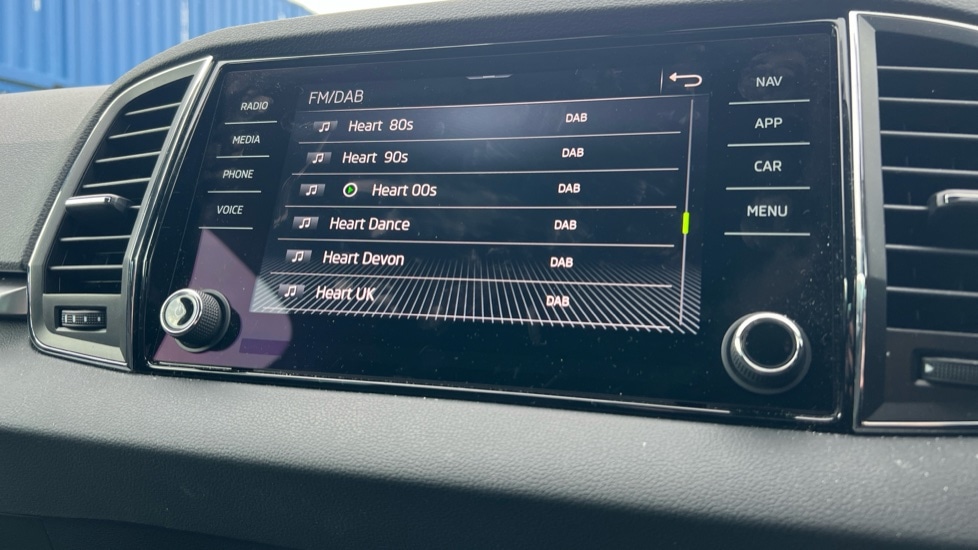 FM/DAB
RADIO
MEDIA
PHONE
VOICE
Heart 80s DAB
Heart 90s DAB
Heart 00s DAB
Heart Dance DAB
Heart Devon DAB
Heart UK DAB
NAV
APP
CAR
MENU